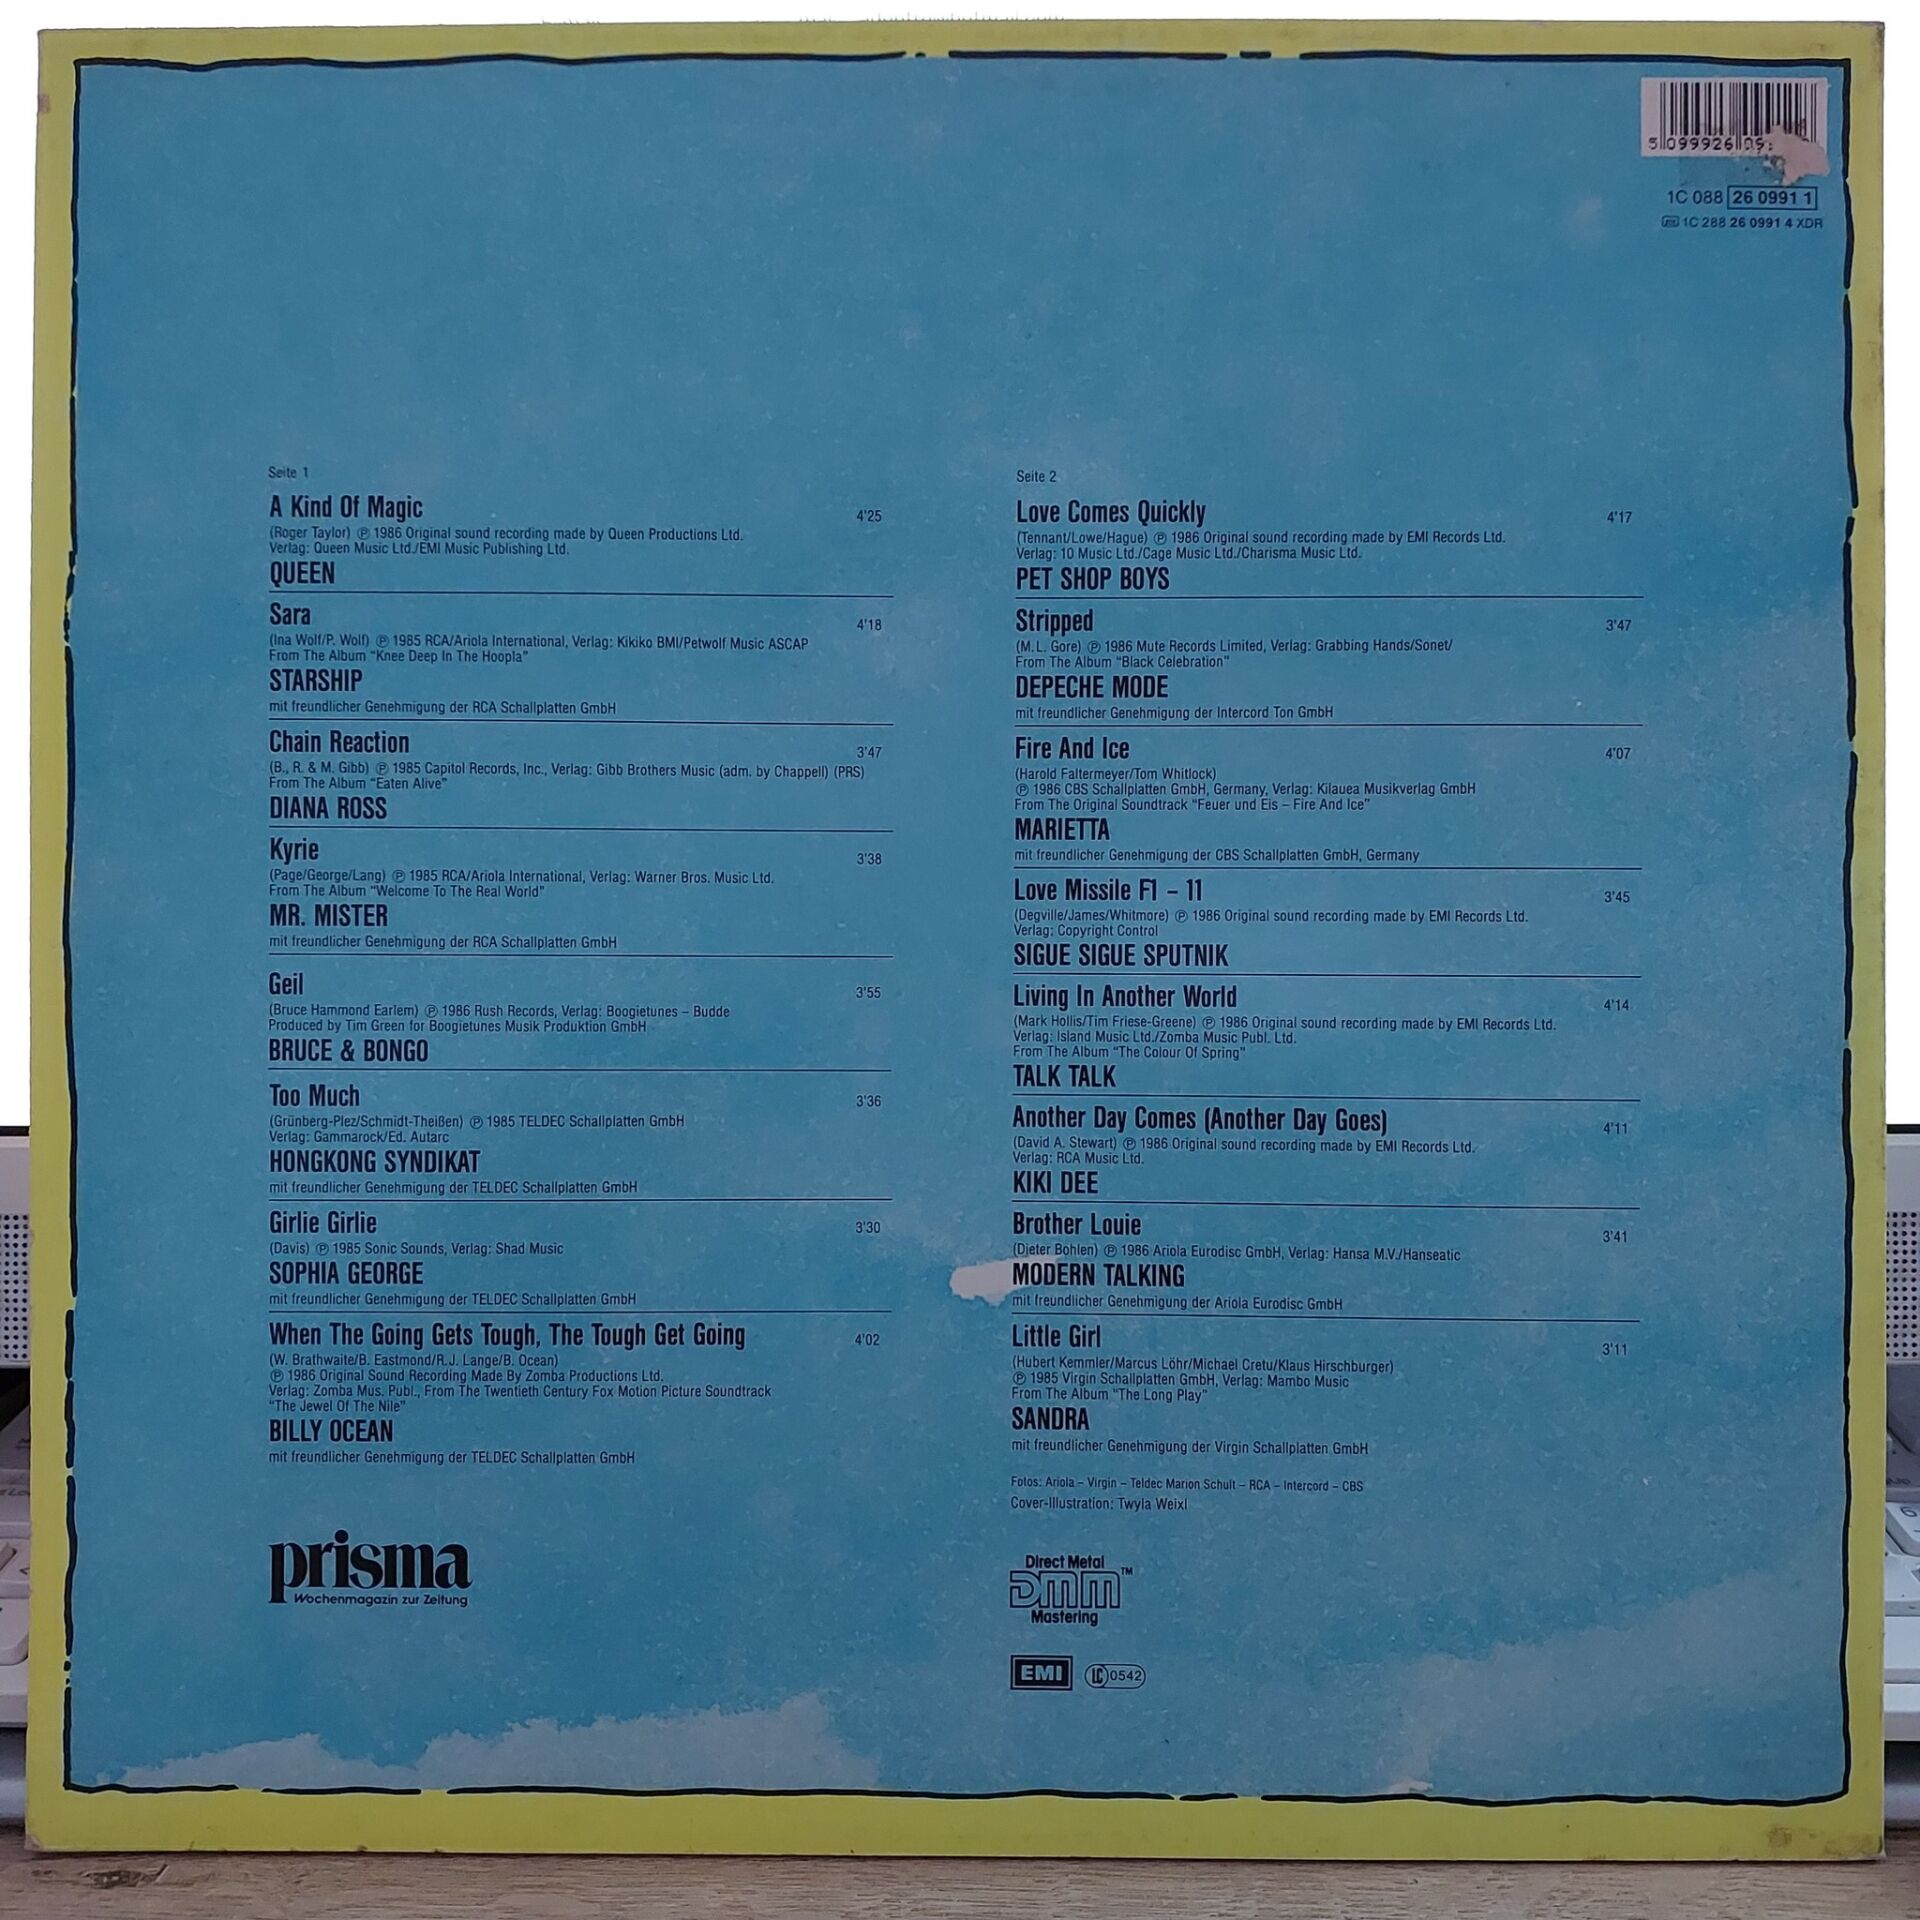 5 099926 09
1C 088 26 0991 1
1C 288 26 0991 4 XDR
Seite 1
A Kind Of Magic 4'25
(Roger Taylor) ℗ 1986 Original sound recording made by Queen Productions Ltd.
Verlag: Queen Music Ltd./EMI Music Publishing Ltd.
QUEEN
Sara 4'18
(Ina Wolf/P. Wolf) ℗ 1985 RCA/Ariola International, Verlag: Kikiko BMI/Petwolf Music ASCAP
From The Album "Knee Deep In The Hoopla"
STARSHIP
mit freundlicher Genehmigung der RCA Schallplatten GmbH
Chain Reaction 3'47
(B., R. & M. Gibb) ℗ 1985 Capitol Records, Inc., Verlag: Gibb Brothers Music (adm. by Chappell) (PRS)
From The Album "Eaten Alive"
DIANA ROSS
Kyrie 3'38
(Page/George/Lang) ℗ 1985 RCA/Ariola International, Verlag: Warner Bros. Music Ltd.
From The Album "Welcome To The Real World"
MR. MISTER
mit freundlicher Genehmigung der RCA Schallplatten GmbH
Geil 3'55
(Bruce Hammond Earlem) ℗ 1986 Rush Records, Verlag: Boogietunes – Budde
Produced by Tim Green for Boogietunes Musik Produktion GmbH
BRUCE & BONGO
Too Much 3'36
(Grünberg-Plez/Schmidt-Theißen) ℗ 1985 TELDEC Schallplatten GmbH
Verlag: Gammarock/Ed. Autarc
HONGKONG SYNDIKAT
mit freundlicher Genehmigung der TELDEC Schallplatten GmbH
Girlie Girlie 3'30
(Davis) ℗ 1985 Sonic Sounds, Verlag: Shad Music
SOPHIA GEORGE
mit freundlicher Genehmigung der TELDEC Schallplatten GmbH
When The Going Gets Tough, The Tough Get Going 4'02
(W. Brathwaite/B. Eastmond/R.J. Lange/B. Ocean)
℗ 1986 Original Sound Recording Made By Zomba Productions Ltd.
Verlag: Zomba Mus. Publ., From The Twentieth Century Fox Motion Picture Soundtrack
"The Jewel Of The Nile"
BILLY OCEAN
mit freundlicher Genehmigung der TELDEC Schallplatten GmbH
prisma
Wochenmagazin zur Zeitung
Seite 2
Love Comes Quickly 4'17
(Tennant/Lowe/Hague) ℗ 1986 Original sound recording made by EMI Records Ltd.
Verlag: 10 Music Ltd./Cage Music Ltd./Charisma Music Ltd.
PET SHOP BOYS
Stripped 3'47
(M.L. Gore) ℗ 1986 Mute Records Limited, Verlag: Grabbing Hands/Sonet/
From The Album "Black Celebration"
DEPECHE MODE
mit freundlicher Genehmigung der Intercord Ton GmbH
Fire And Ice 4'07
(Harold Faltermeyer/Tom Whitlock)
℗ 1986 CBS Schallplatten GmbH, Germany, Verlag: Kilauea Musikverlag GmbH
From The Original Soundtrack "Feuer und Eis – Fire And Ice"
MARIETTA
mit freundlicher Genehmigung der CBS Schallplatten GmbH, Germany
Love Missile F1 – 11 3'45
(Degville/James/Whitmore) ℗ 1986 Original sound recording made by EMI Records Ltd.
Verlag: Copyright Control
SIGUE SIGUE SPUTNIK
Living In Another World 4'14
(Mark Hollis/Tim Friese-Greene) ℗ 1986 Original sound recording made by EMI Records Ltd.
Verlag: Island Music Ltd./Zomba Music Publ. Ltd.
From The Album "The Colour Of Spring"
TALK TALK
Another Day Comes (Another Day Goes) 4'11
(David A. Stewart) ℗ 1986 Original sound recording made by EMI Records Ltd.
Verlag: RCA Music Ltd.
KIKI DEE
Brother Louie 3'41
(Dieter Bohlen) ℗ 1986 Ariola Eurodisc GmbH, Verlag: Hansa M.V./Hanseatic
MODERN TALKING
mit freundlicher Genehmigung der Ariola Eurodisc GmbH
Little Girl 3'11
(Hubert Kemmler/Marcus Löhr/Michael Cretu/Klaus Hirschburger)
℗ 1985 Virgin Schallplatten GmbH, Verlag: Mambo Music
From The Album "The Long Play"
SANDRA
mit freundlicher Genehmigung der Virgin Schallplatten GmbH
Fotos: Ariola – Virgin – Teldec Marion Schult – RCA – Intercord – CBS
Cover-Illustration: Twyla Weixl
Direct Metal
DMM™
Mastering
EMI LC 0542